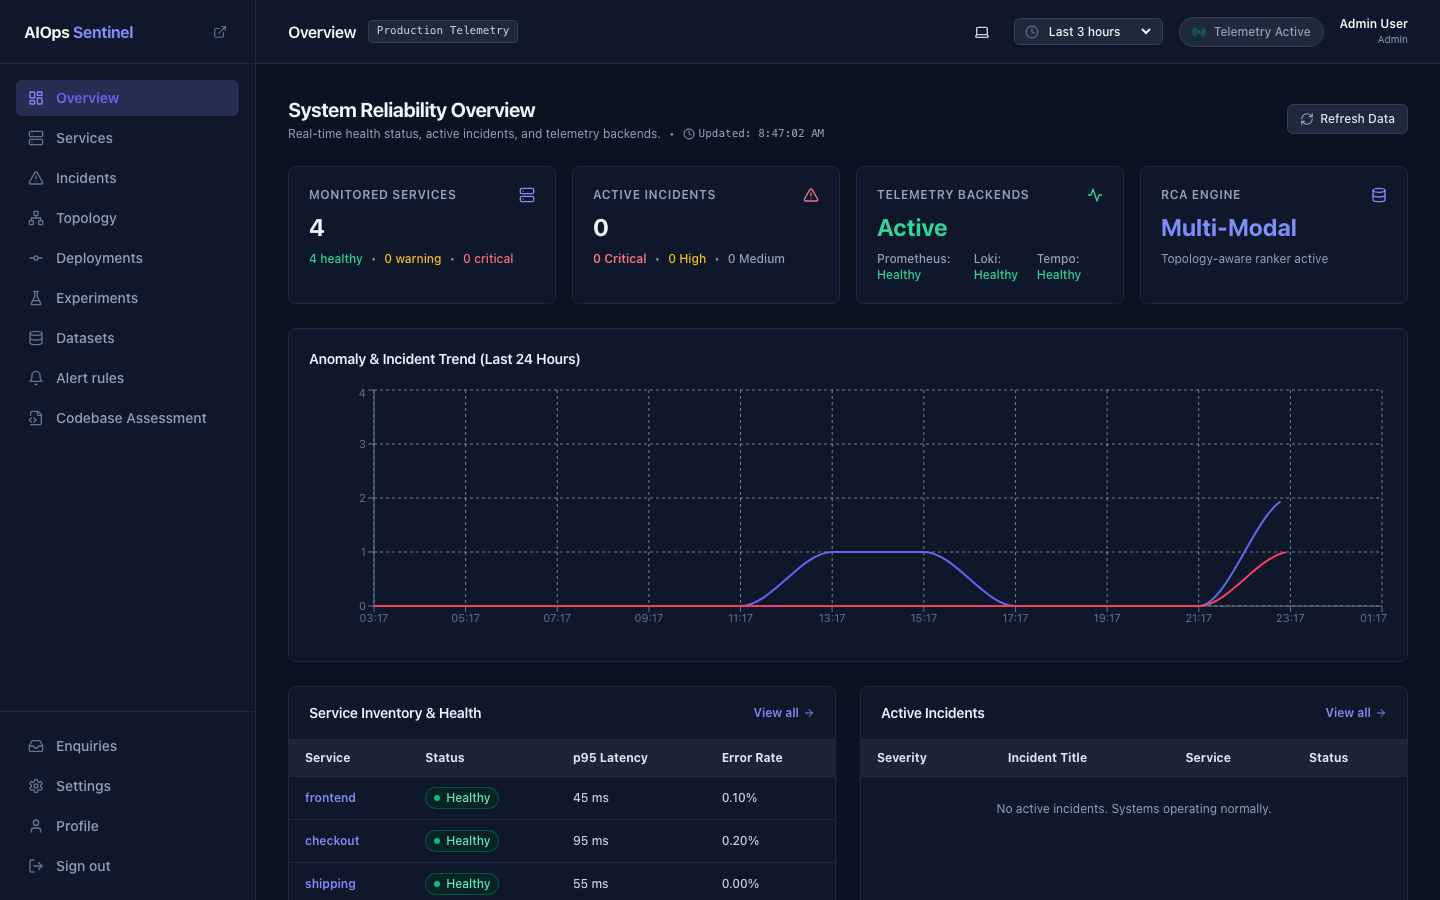 AIOps Sentinel
Overview
Production Telemetry
Last 3 hours
Telemetry Active
Admin User
Admin
Overview
Services
Incidents
Topology
Deployments
Experiments
Datasets
Alert rules
Codebase Assessment
Enquiries
Settings
Profile
Sign out
System Reliability Overview
Real-time health status, active incidents, and telemetry backends. • Updated: 8:47:02 AM
Refresh Data
MONITORED SERVICES
4
4 healthy • 0 warning • 0 critical
ACTIVE INCIDENTS
0
0 Critical • 0 High • 0 Medium
TELEMETRY BACKENDS
Active
Prometheus: Loki: Tempo:
Healthy Healthy Healthy
RCA ENGINE
Multi-Modal
Topology-aware ranker active
Anomaly & Incident Trend (Last 24 Hours)
4
3
2
1
0
03:17 05:17 07:17 09:17 11:17 13:17 15:17 17:17 19:17 21:17 23:17 01:17
Service Inventory & Health
View all
Service Status p95 Latency Error Rate
frontend Healthy 45 ms 0.10%
checkout Healthy 95 ms 0.20%
shipping Healthy 55 ms 0.00%
Active Incidents
View all
Severity Incident Title Service Status
No active incidents. Systems operating normally.